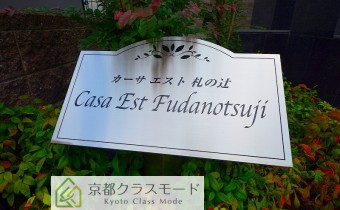 カーサ エスト 札の辻
Casa Est Fudanotsuji
京都クラスモード
Kyoto Class Mode